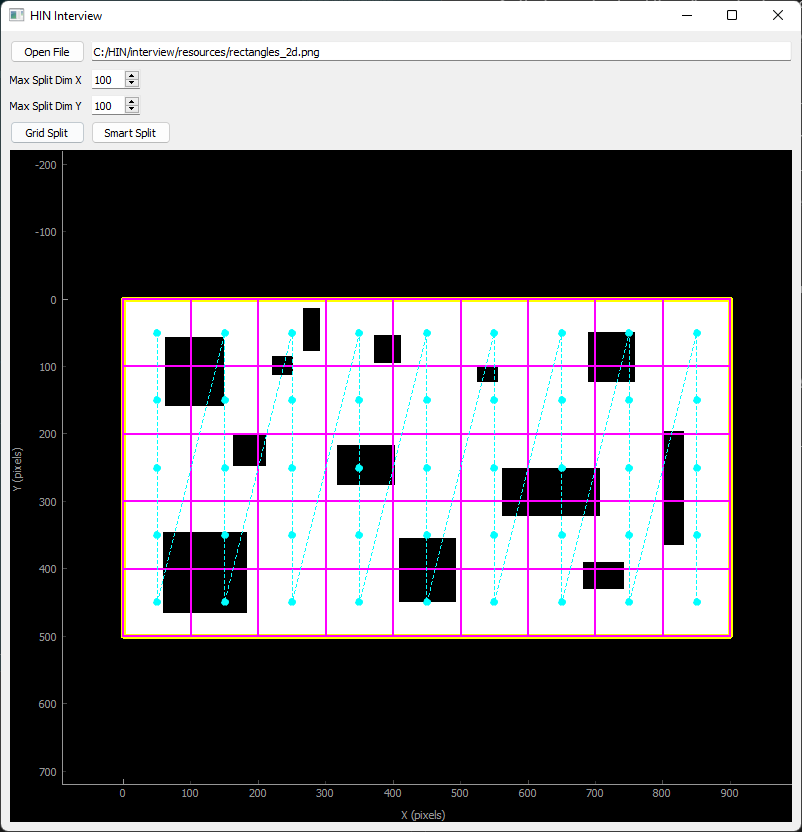 HIN Interview
Open File C:/HIN/interview/resources/rectangles_2d.png
Max Split Dim X 100
Max Split Dim Y 100
Grid Split Smart Split
-200
-100
0
100
200
300
400
500
600
700
Y (pixels)
0 100 200 300 400 500 600 700 800 900
X (pixels)